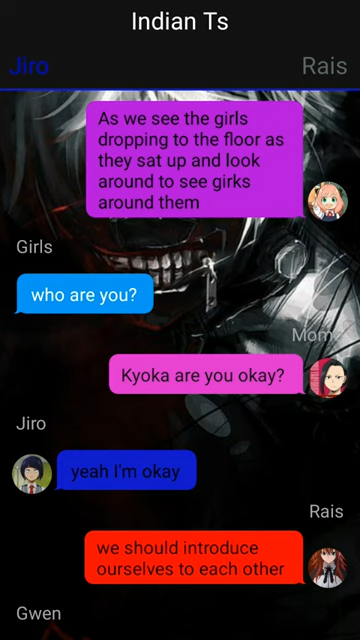 Indian Ts
Jiro
Rais
As we see the girls
dropping to the floor as
they sat up and look
around to see girks
around them
Girls
who are you?
Mom
Kyoka are you okay?
Jiro
yeah I'm okay
Rais
we should introduce
ourselves to each other
Gwen